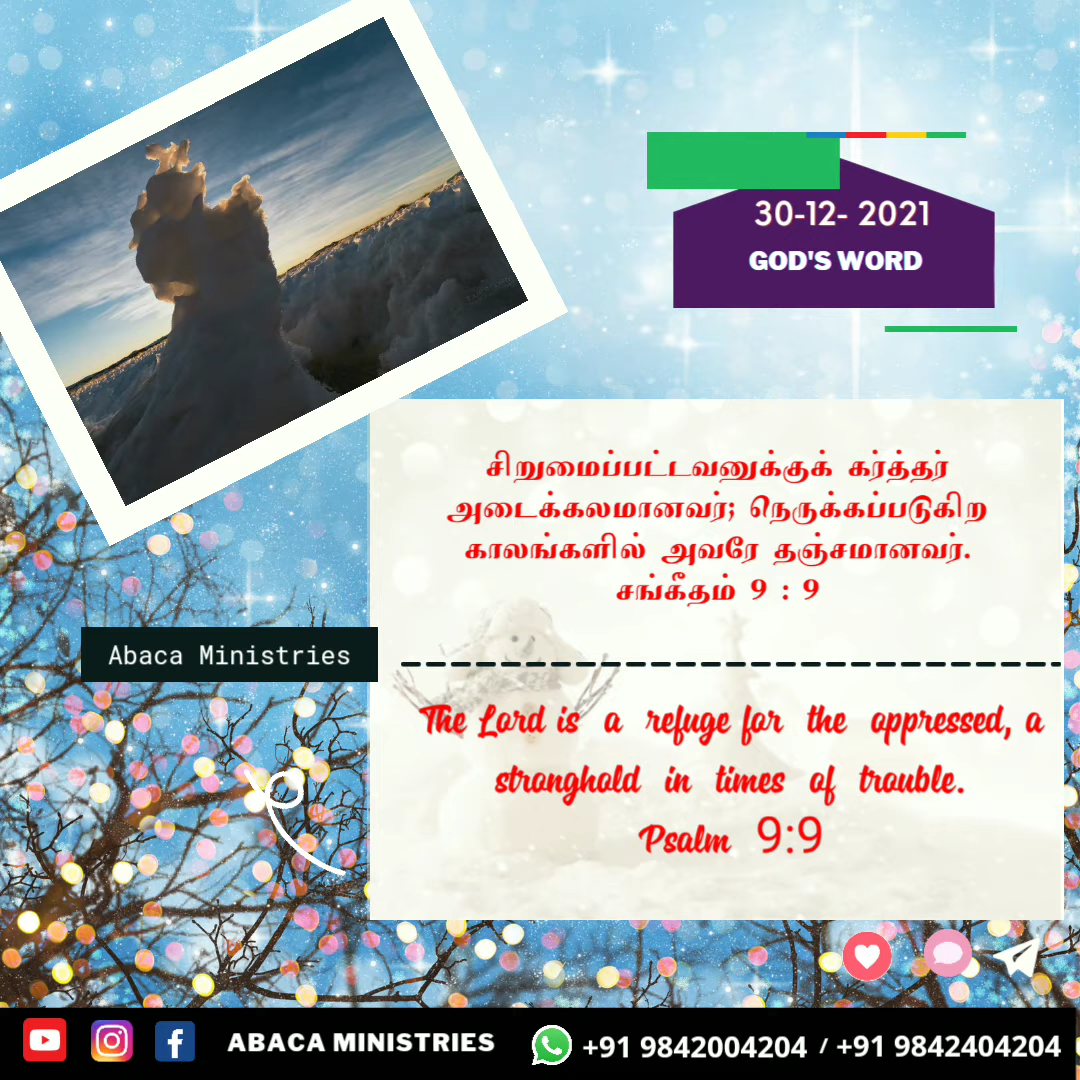 30-12- 2021
GOD'S WORD
சிறுமைப்பட்டவனுக்குக் கர்த்தர்
அடைக்கலமானவர்; நெருக்கப்படுகிற
காலங்களில் அவரே தஞ்சமானவர்.
சங்கீதம் 9 : 9
Abaca Ministries
The Lord is a refuge for the oppressed, a
stronghold in times of trouble.
Psalm 9:9
ABACA MINISTRIES
+91 9842004204 / +91 9842404204